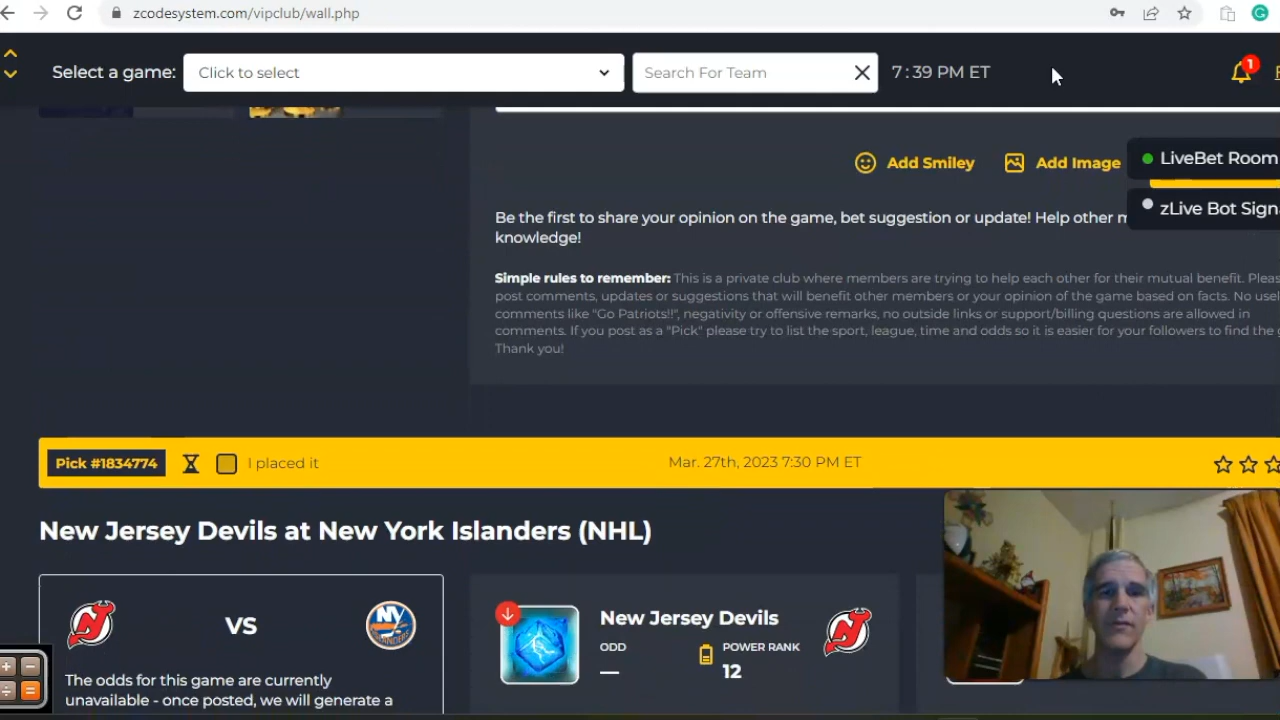 zcodesystem.com/vipclub/wall.php
1
Select a game: Click to select Search For Team 7:39 PM ET
Add Smiley Add Image
LiveBet Room
zLive Bot Sign
Be the first to share your opinion on the game, bet suggestion or update! Help other
knowledge!
Simple rules to remember: This is a private club where members are trying to help each other for their mutual benefit.
post comments, updates or suggestions that will benefit other members or your opinion of the game based on facts. No
comments like "Go Patriots!!", negativity or offensive remarks, no outside links or support/billing questions are allowed in
comments. If you post as a "Pick" please try to list the sport, league, time and odds so it is easier for your followers to find the
Thank you!
Pick #1834774 I placed it Mar. 27th, 2023 7:30 PM ET
New Jersey Devils at New York Islanders (NHL)
VS
The odds for this game are currently
unavailable - once posted, we will generate a
New Jersey Devils
ODD POWER RANK
— 12